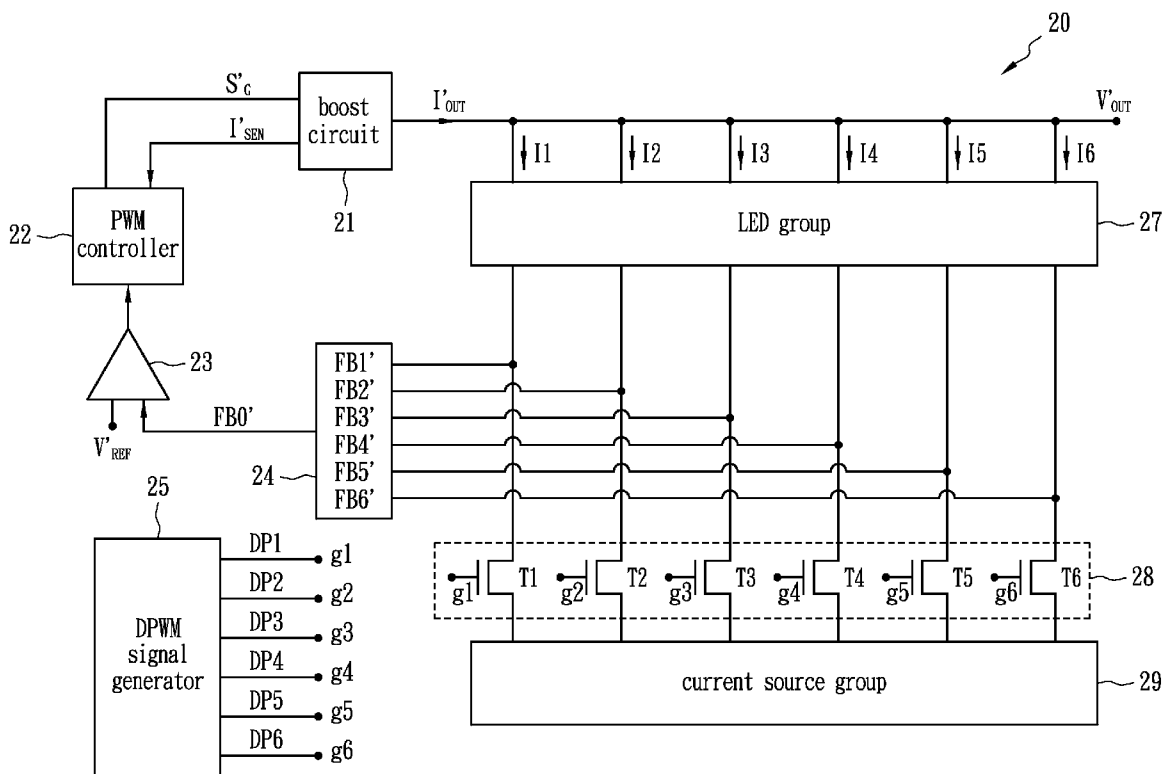 20
S'G
I'SEN
boost
circuit
21
I'OUT
V'OUT
I1
I2
I3
I4
I5
I6
22
PWM
controller
LED group
27
23
V'REF
FB0'
FB1'
FB2'
FB3'
FB4'
FB5'
FB6'
24
25
DPWM
signal
generator
DP1
g1
DP2
g2
DP3
g3
DP4
g4
DP5
g5
DP6
g6
g1
T1
g2
T2
g3
T3
g4
T4
g5
T5
g6
T6
28
current source group
29